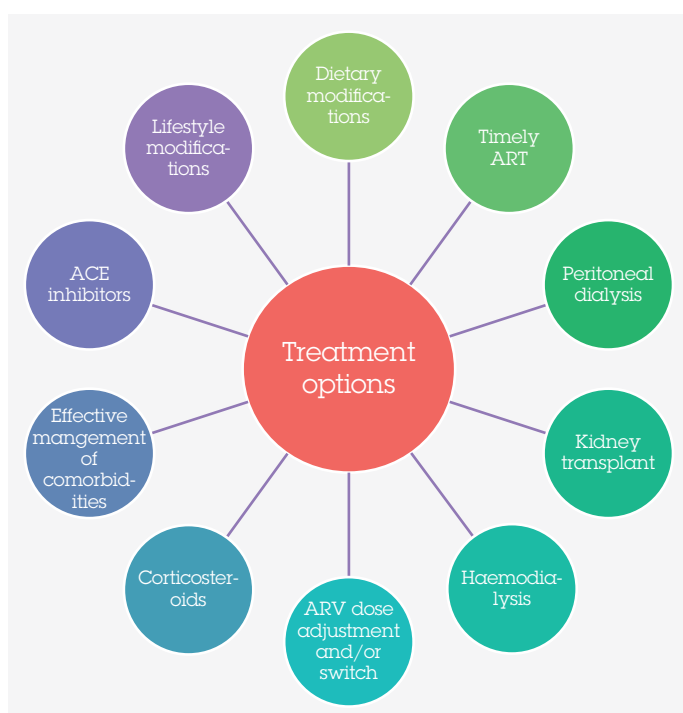 Treatment
options
Dietary
modifica-
tions
Timely
ART
Peritoneal
dialysis
Kidney
transplant
Haemodia-
lysis
ARV dose
adjustment
and/or
switch
Corticoster-
oids
Effective
mangement
of
comorbid-
ities
ACE
inhibitors
Lifestyle
modifica-
tions